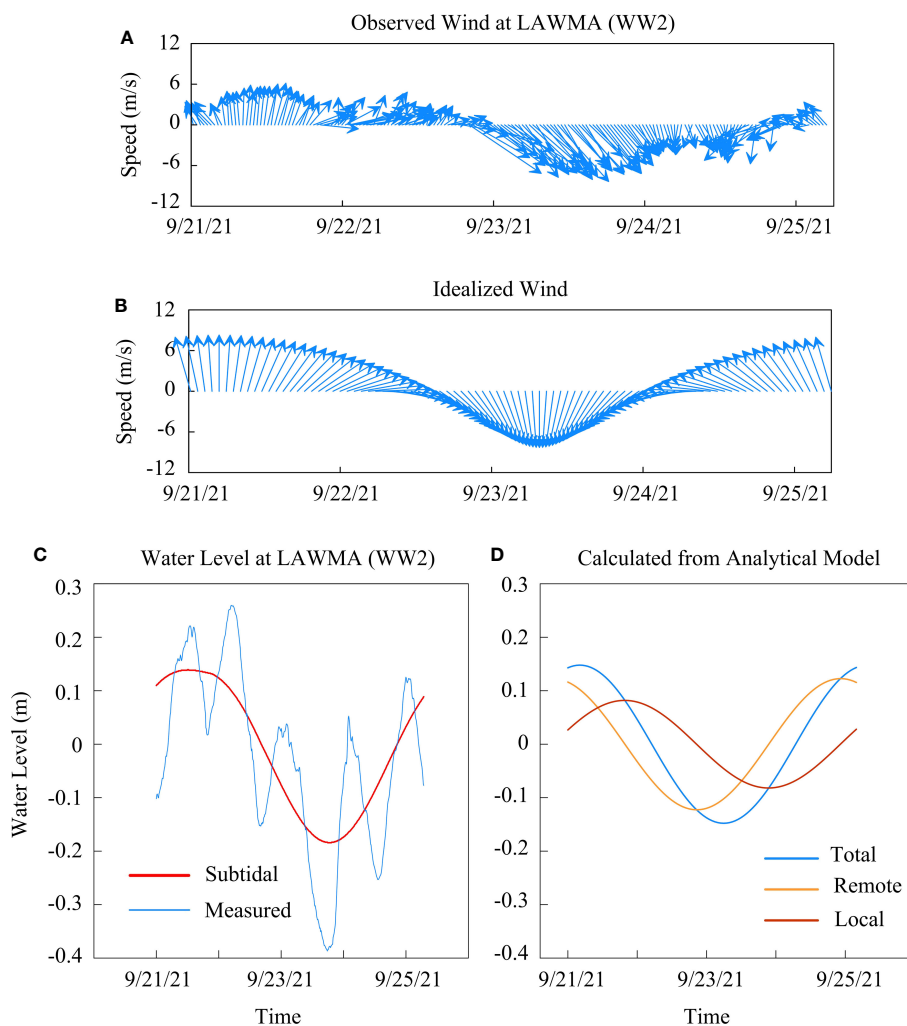 Observed Wind at LAWMA (WW2)
A
Speed (m/s)
12
6
0
-6
-12
9/21/21 9/22/21 9/23/21 9/24/21 9/25/21
Idealized Wind
B
Speed (m/s)
12
6
0
-6
-12
9/21/21 9/22/21 9/23/21 9/24/21 9/25/21
C Water Level at LAWMA (WW2)
Water Level (m)
0.3
0.2
0.1
0
-0.1
-0.2
-0.3
-0.4
Subtidal
Measured
9/21/21 9/23/21 9/25/21
Time
D Calculated from Analytical Model
0.3
0.2
0.1
0
-0.1
-0.2
-0.3
-0.4
Total
Remote
Local
9/21/21 9/23/21 9/25/21
Time